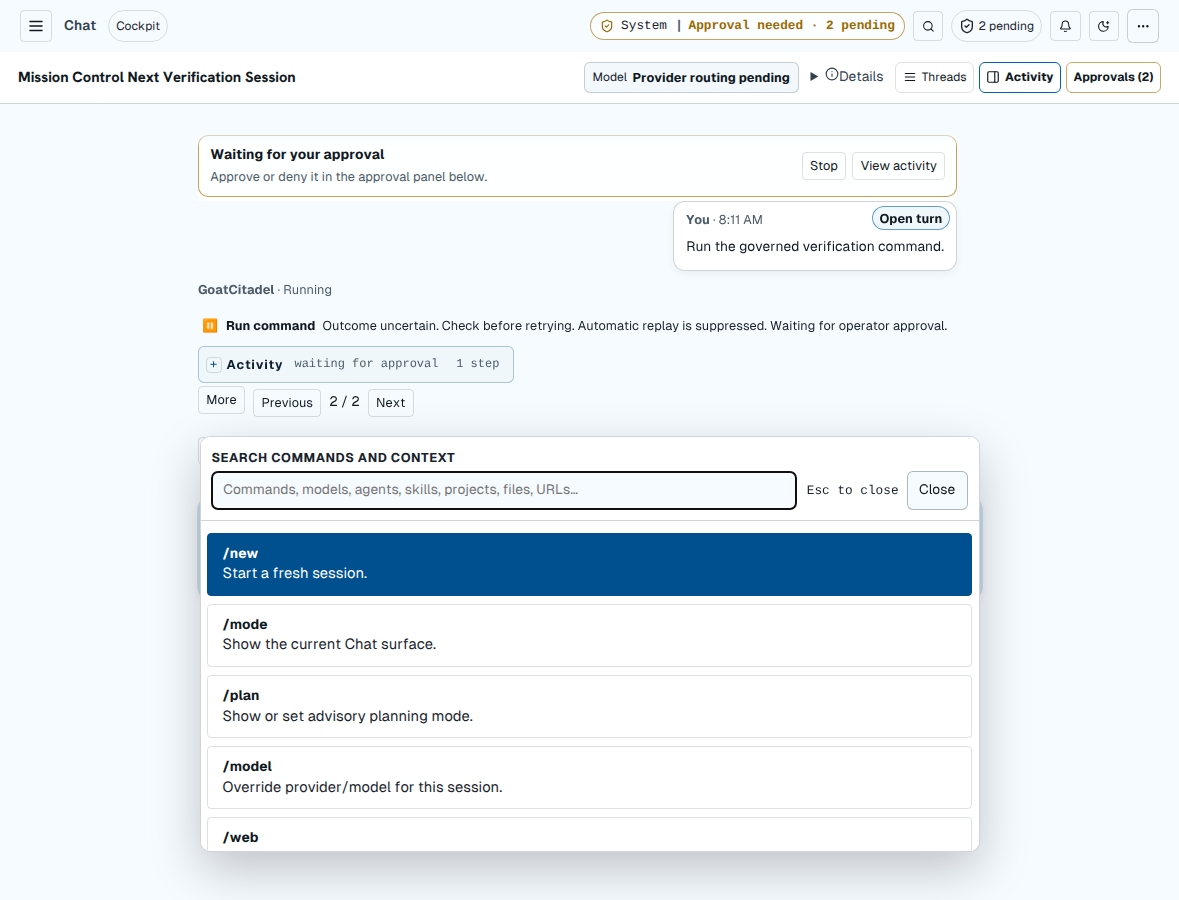 Chat Cockpit System | Approval needed · 2 pending 2 pending ...
Mission Control Next Verification Session Model Provider routing pending Details Threads Activity Approvals (2)
Waiting for your approval
Approve or deny it in the approval panel below.
Stop View activity
You · 8:11 AM Open turn
Run the governed verification command.
GoatCitadel · Running
Run command Outcome uncertain. Check before retrying. Automatic replay is suppressed. Waiting for operator approval.
+ Activity waiting for approval 1 step
More Previous 2 / 2 Next
SEARCH COMMANDS AND CONTEXT
Commands, models, agents, skills, projects, files, URLs… Esc to close Close
/new
Start a fresh session.
/mode
Show the current Chat surface.
/plan
Show or set advisory planning mode.
/model
Override provider/model for this session.
/web